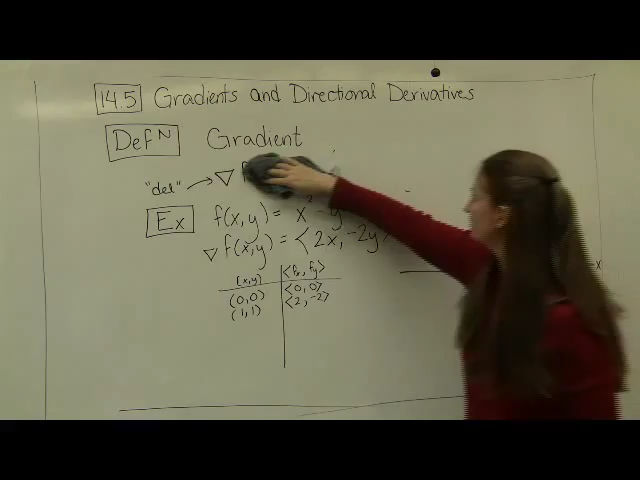 14.5 Gradients and Directional Derivatives
Defᴺ Gradient
"del" → ∇
Ex f(x,y) = x² - y
∇ f(x,y) = <2x, -2y>
(x,y) <fx, fy>
(0,0) <0, 0>
(1,1) <2, -2>
x